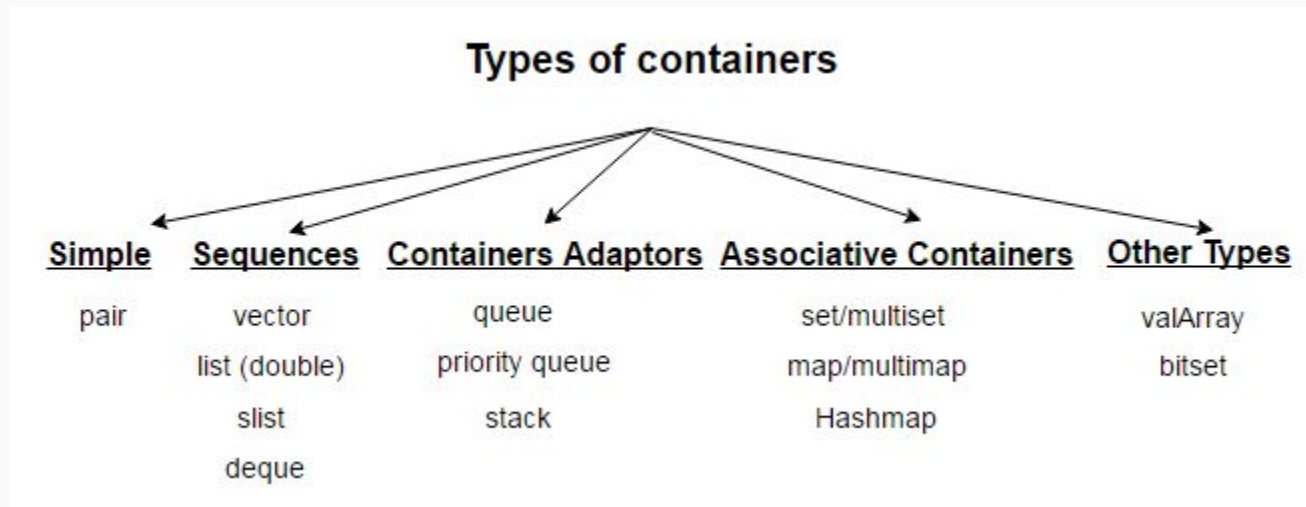 Types of containers
Simple
Sequences
Containers Adaptors
Associative Containers
Other Types
pair
vector
queue
set/multiset
valArray
list (double)
priority queue
map/multimap
bitset
slist
stack
Hashmap
deque